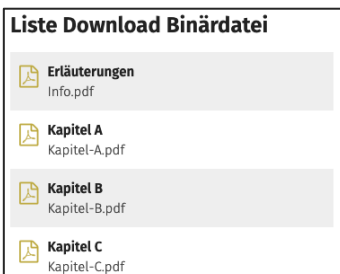 Liste Download Binärdatei
Erläuterungen
Info.pdf
Kapitel A
Kapitel-A.pdf
Kapitel B
Kapitel-B.pdf
Kapitel C
Kapitel-C.pdf